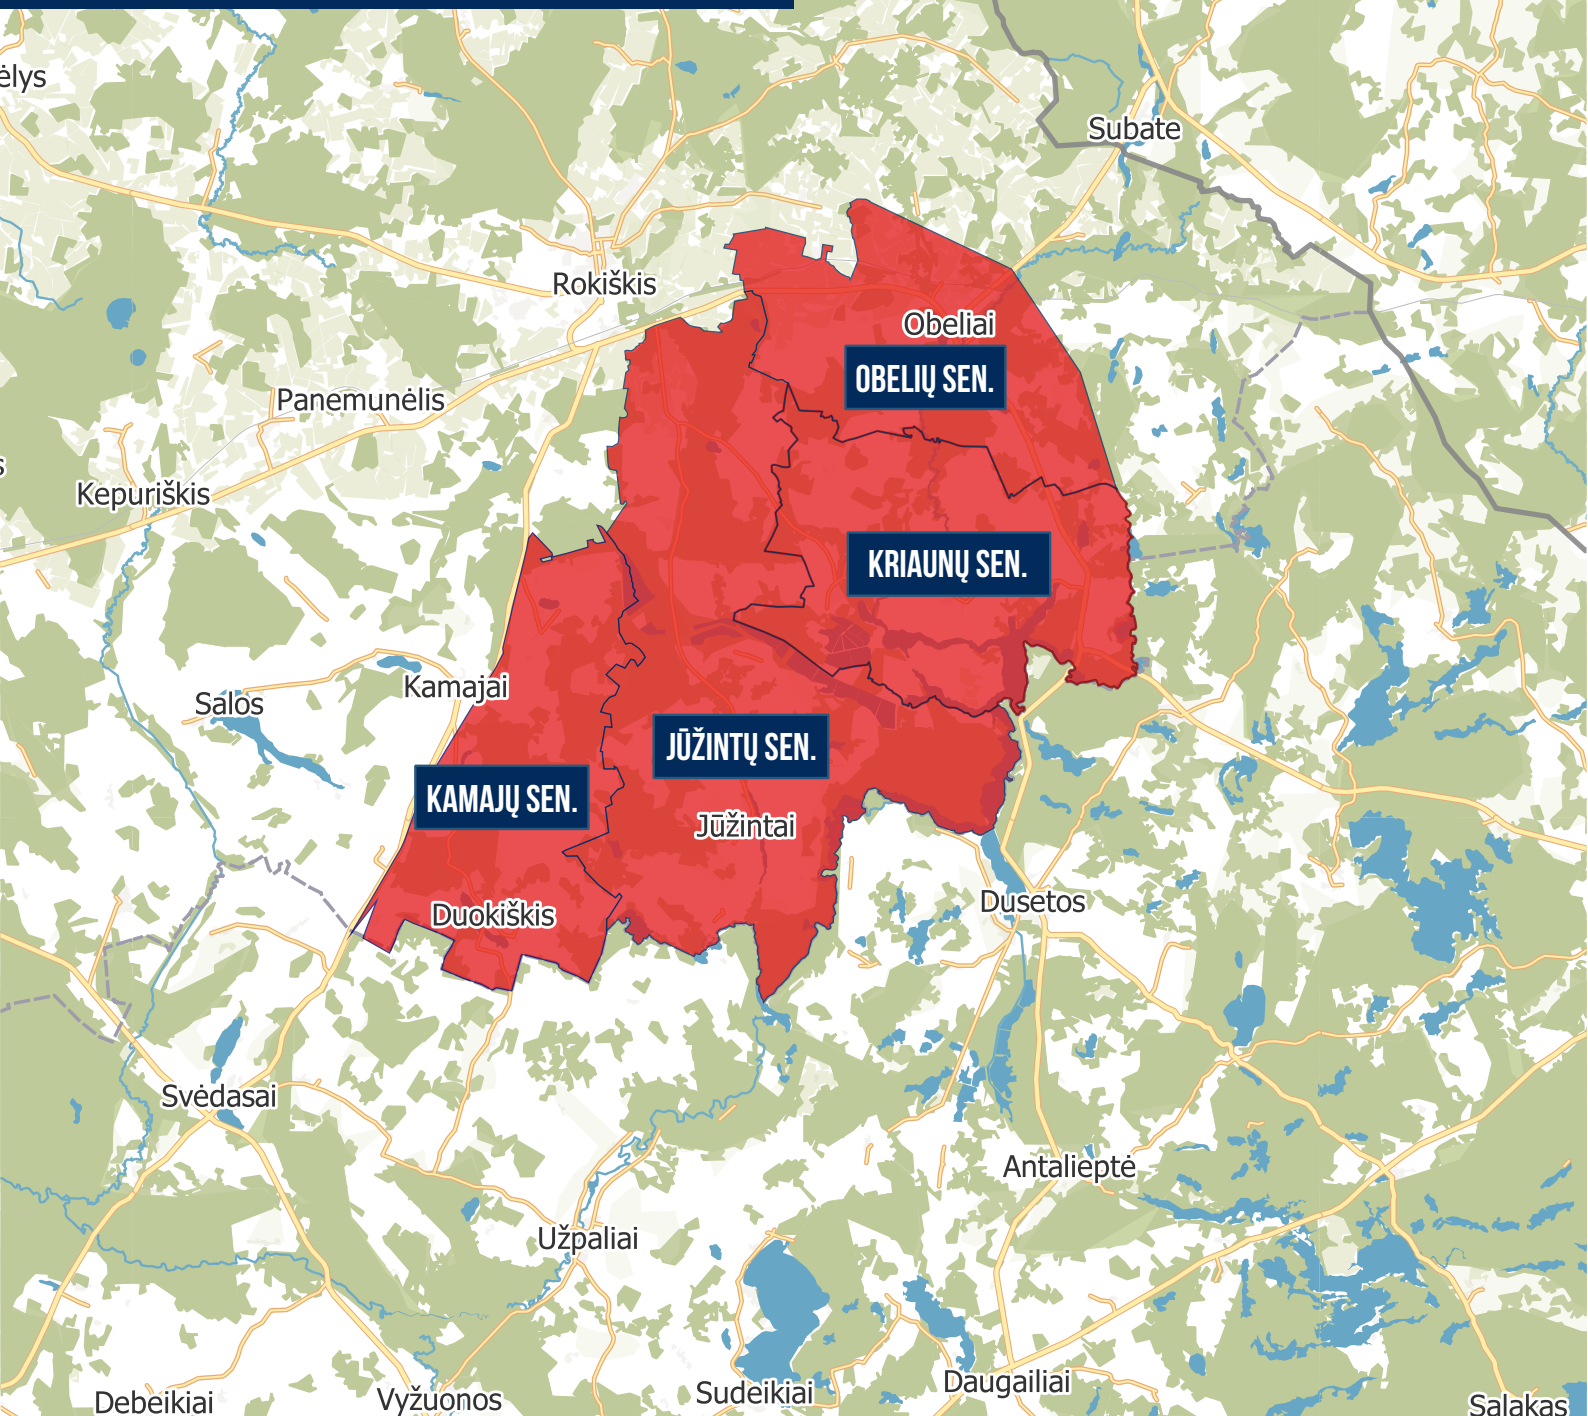 ėlys
Subate
Rokiškis
Obeliai
OBELIŲ SEN.
Panemunėlis
Kepuriškis
KRIAUNŲ SEN.
Kamajai
Salos
JŪŽINTŲ SEN.
KAMAJŲ SEN.
Jūžintai
Dusetos
Duokiškis
Svėdasai
Antalieptė
Užpaliai
Daugailiai
Sudeikiai
Vyžuonos
Debeikiai
Salakas